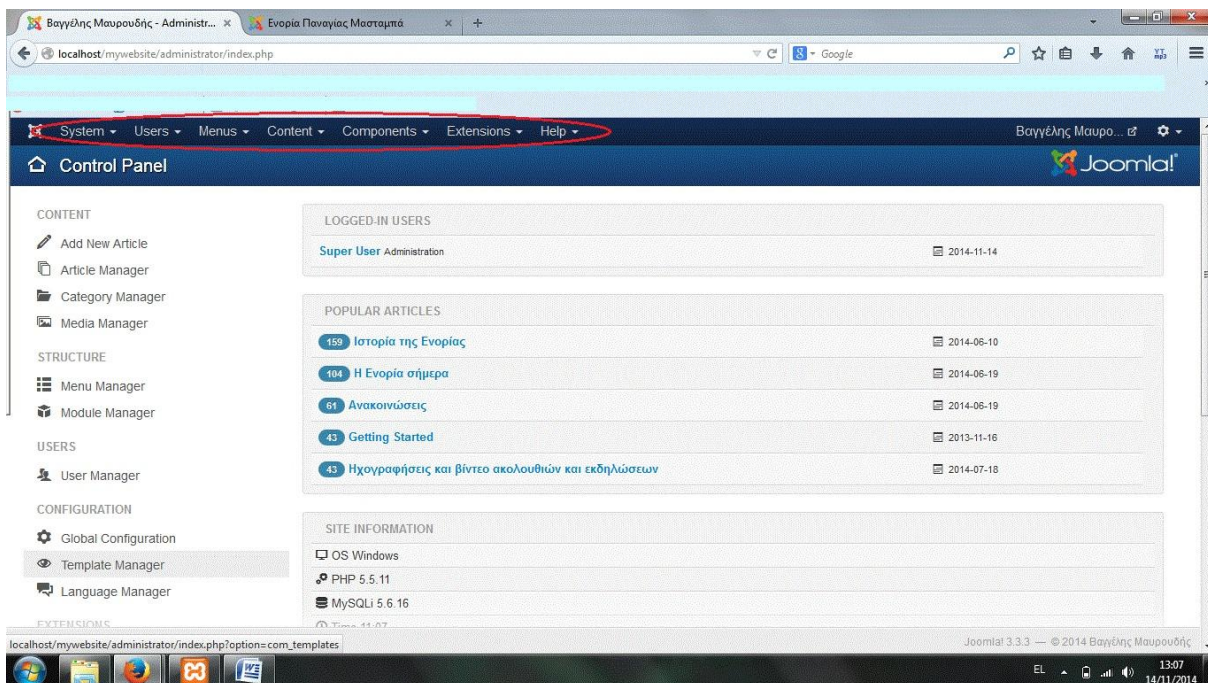 Βαγγέλης Μαυρουδής - Administr... × Ενορία Παναγίας Μασταμπά × +
localhost/mywebsite/administrator/index.php Google
System Users Menus Content Components Extensions Help Βαγγέλης Μαυρο...
Control Panel Joomla!
CONTENT
Add New Article
Article Manager
Category Manager
Media Manager
STRUCTURE
Menu Manager
Module Manager
USERS
User Manager
CONFIGURATION
Global Configuration
Template Manager
Language Manager
EXTENSIONS
LOGGED-IN USERS
Super User Administration 2014-11-14
POPULAR ARTICLES
159 Ιστορία της Ενορίας 2014-06-10
104 Η Ενορία σήμερα 2014-06-19
61 Ανακοινώσεις 2014-06-19
43 Getting Started 2013-11-16
43 Ηχογραφήσεις και βίντεο ακολουθιών και εκδηλώσεων 2014-07-18
SITE INFORMATION
OS Windows
PHP 5.5.11
MySQLi 5.6.16
Time 11:07
localhost/mywebsite/administrator/index.php?option=com_templates
Joomla! 3.3.3 — © 2014 Βαγγέλης Μαυρουδής
EL 13:07
14/11/2014